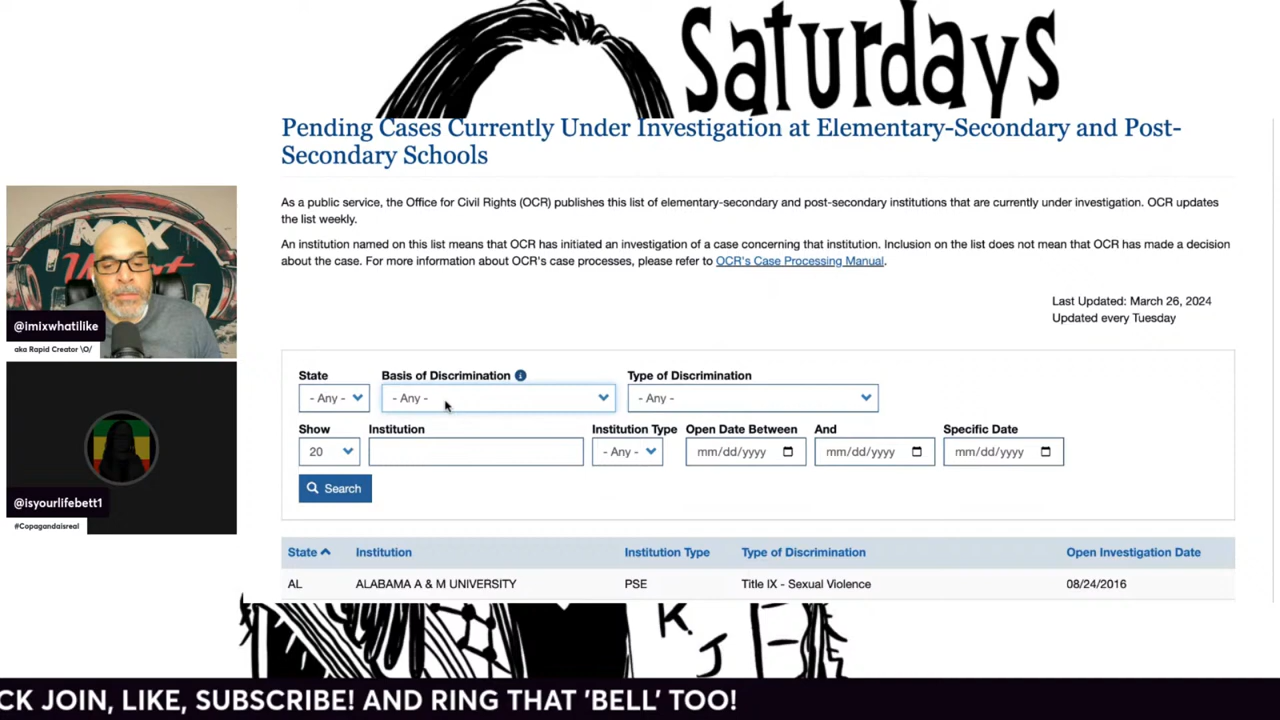 Saturdays
Pending Cases Currently Under Investigation at Elementary-Secondary and Post-
Secondary Schools
As a public service, the Office for Civil Rights (OCR) publishes this list of elementary-secondary and post-secondary institutions that are currently under investigation. OCR updates
the list weekly.
An institution named on this list means that OCR has initiated an investigation of a case concerning that institution. Inclusion on the list does not mean that OCR has made a decision
about the case. For more information about OCR's case processes, please refer to OCR's Case Processing Manual.
Last Updated: March 26, 2024
Updated every Tuesday
@imixwhatilike
aka Rapid Creator \O/
@isyourlifebett1
#Copagandaisreal
State Basis of Discrimination Type of Discrimination
- Any - - Any - - Any -
Show Institution Institution Type Open Date Between And Specific Date
20 - Any - mm/dd/yyyy mm/dd/yyyy mm/dd/yyyy
Search
State Institution Institution Type Type of Discrimination Open Investigation Date
AL ALABAMA A & M UNIVERSITY PSE Title IX - Sexual Violence 08/24/2016
K.
J
CK JOIN, LIKE, SUBSCRIBE! AND RING THAT 'BELL' TOO!